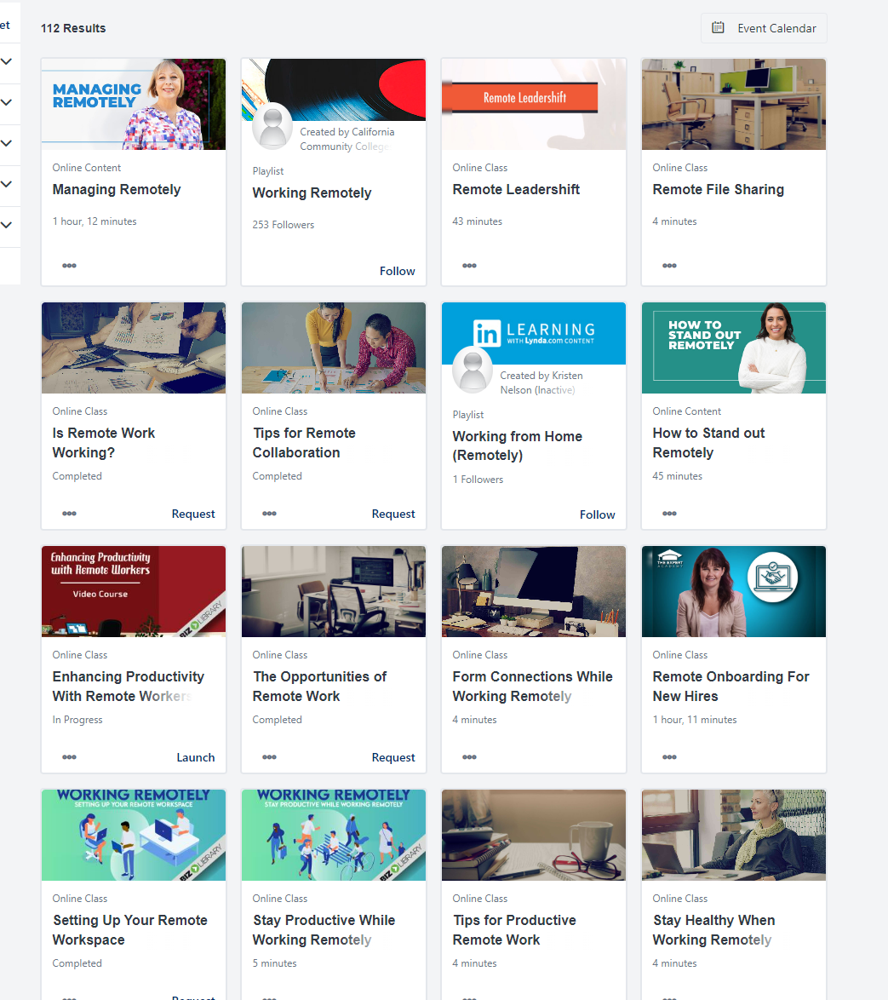 et
112 Results
Event Calendar
MANAGING
REMOTELY
Online Content
Managing Remotely
1 hour, 12 minutes
Created by California
Community College
Playlist
Working Remotely
253 Followers
Follow
Remote Leadershift
Online Class
Remote Leadershift
43 minutes
Online Class
Remote File Sharing
4 minutes
Online Class
Is Remote Work
Working?
Completed
Request
Online Class
Tips for Remote
Collaboration
Completed
Request
in LEARNING
WITH Lynda.com CONTENT
Created by Kristen
Nelson (Inactive)
Playlist
Working from Home
(Remotely)
1 Followers
Follow
HOW TO
STAND OUT
REMOTELY
Online Content
How to Stand out
Remotely
45 minutes
Enhancing Productivity
with Remote Workers
Video Course
BIZ LIBRARY
Online Class
Enhancing Productivity
With Remote Workers
In Progress
Launch
Online Class
The Opportunities of
Remote Work
Completed
Request
Online Class
Form Connections While
Working Remotely
4 minutes
THE EXPERT
ACADEMY
Online Class
Remote Onboarding For
New Hires
1 hour, 11 minutes
WORKING REMOTELY
SETTING UP YOUR REMOTE WORKSPACE
BIZ LIBRARY
Online Class
Setting Up Your Remote
Workspace
Completed
Request
WORKING REMOTELY
STAY PRODUCTIVE WHILE WORKING REMOTELY
BIZ LIBRARY
Online Class
Stay Productive While
Working Remotely
5 minutes
Online Class
Tips for Productive
Remote Work
4 minutes
Online Class
Stay Healthy When
Working Remotely
4 minutes